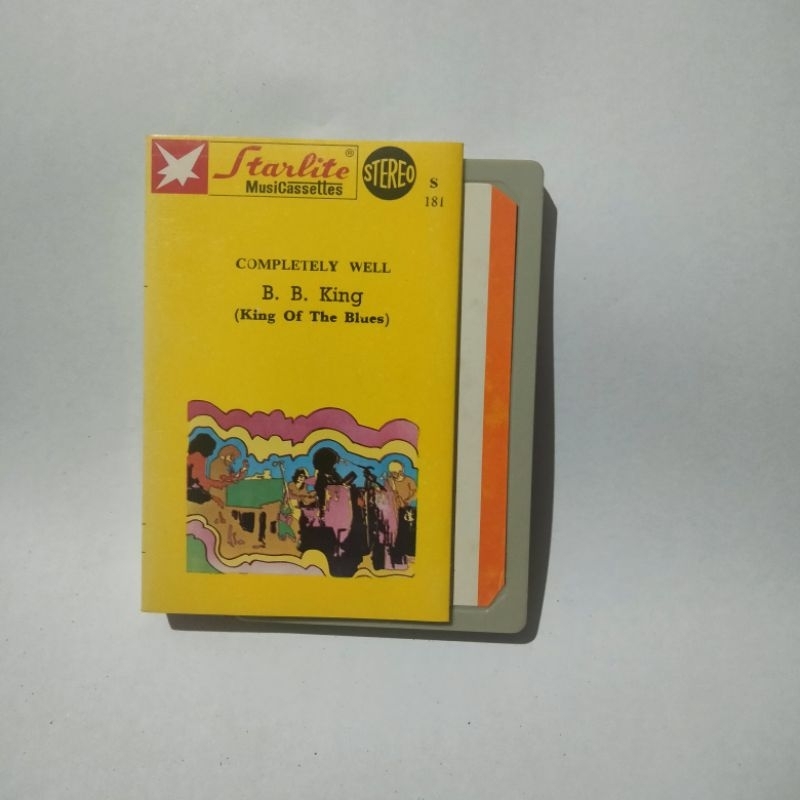 Starlite®
MusiCassettes
STEREO
S
181
COMPLETELY WELL
B. B. King
(King Of The Blues)